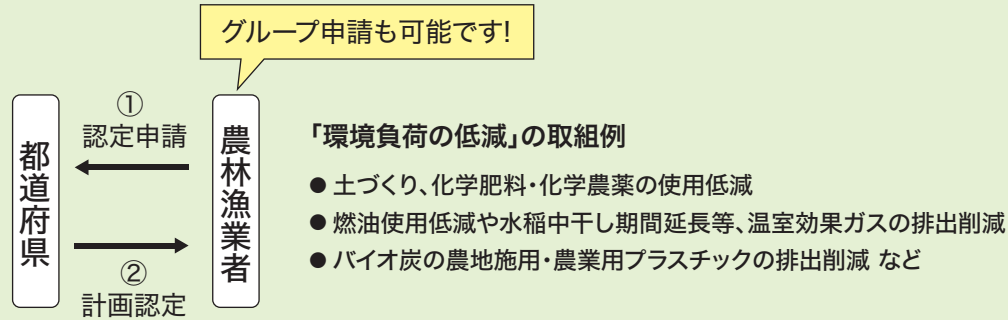 グループ申請も可能です!
都道府県
①
認定申請
②
計画認定
農林漁業者
「環境負荷の低減」の取組例
● 土づくり、化学肥料・化学農薬の使用低減
● 燃油使用低減や水稲中干し期間延長等、温室効果ガスの排出削減
● バイオ炭の農地施用・農業用プラスチックの排出削減 など